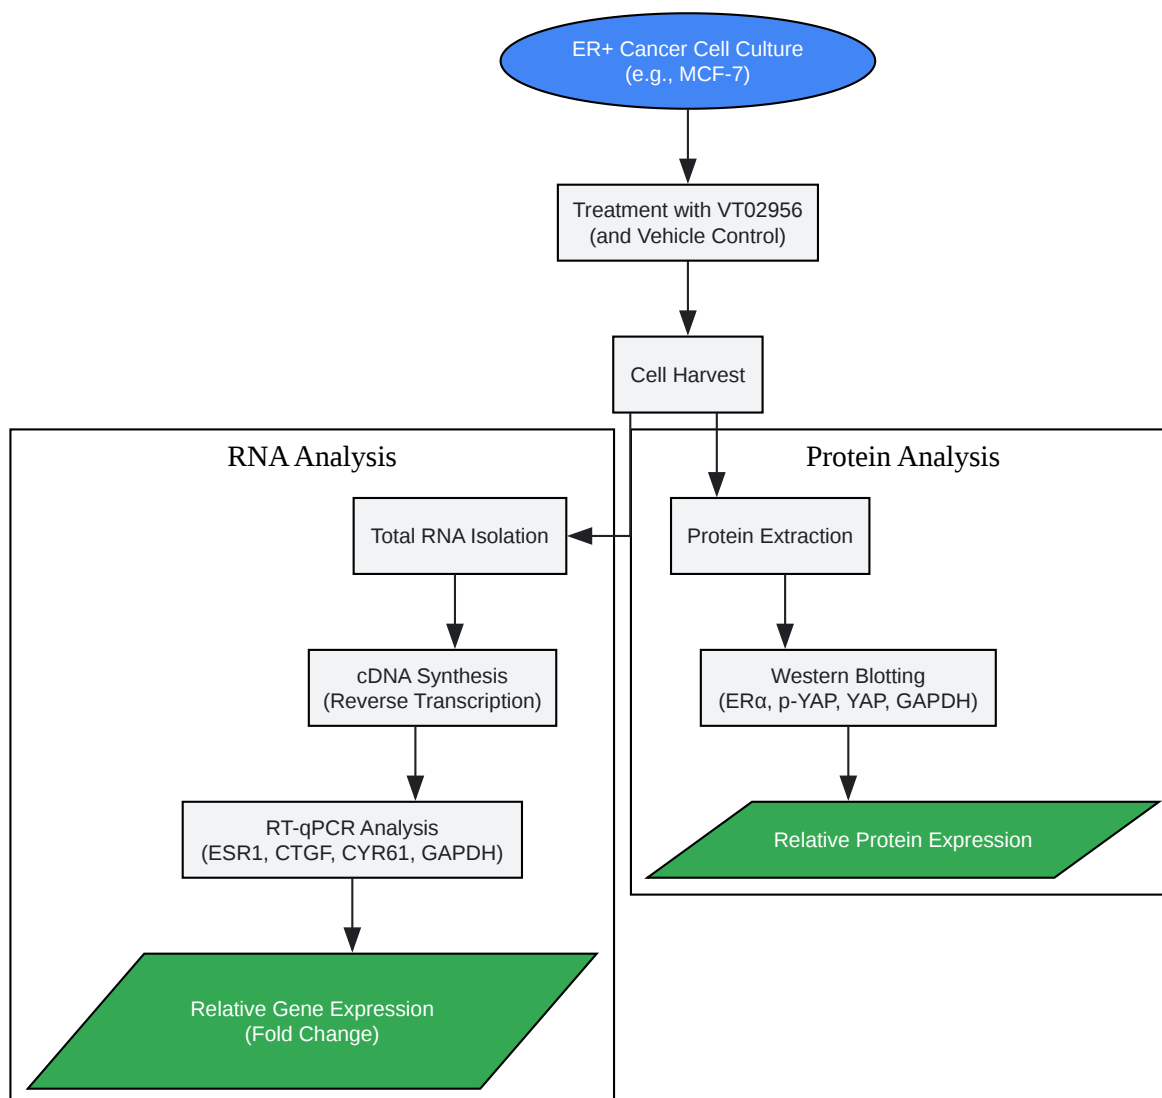 ER+ Cancer Cell Culture
(e.g., MCF-7)
Treatment with VT02956
(and Vehicle Control)
Cell Harvest
RNA Analysis
Total RNA Isolation
cDNA Synthesis
(Reverse Transcription)
RT-qPCR Analysis
(ESR1, CTGF, CYR61, GAPDH)
Relative Gene Expression
(Fold Change)
Protein Analysis
Protein Extraction
Western Blotting
(ERα, p-YAP, YAP, GAPDH)
Relative Protein Expression